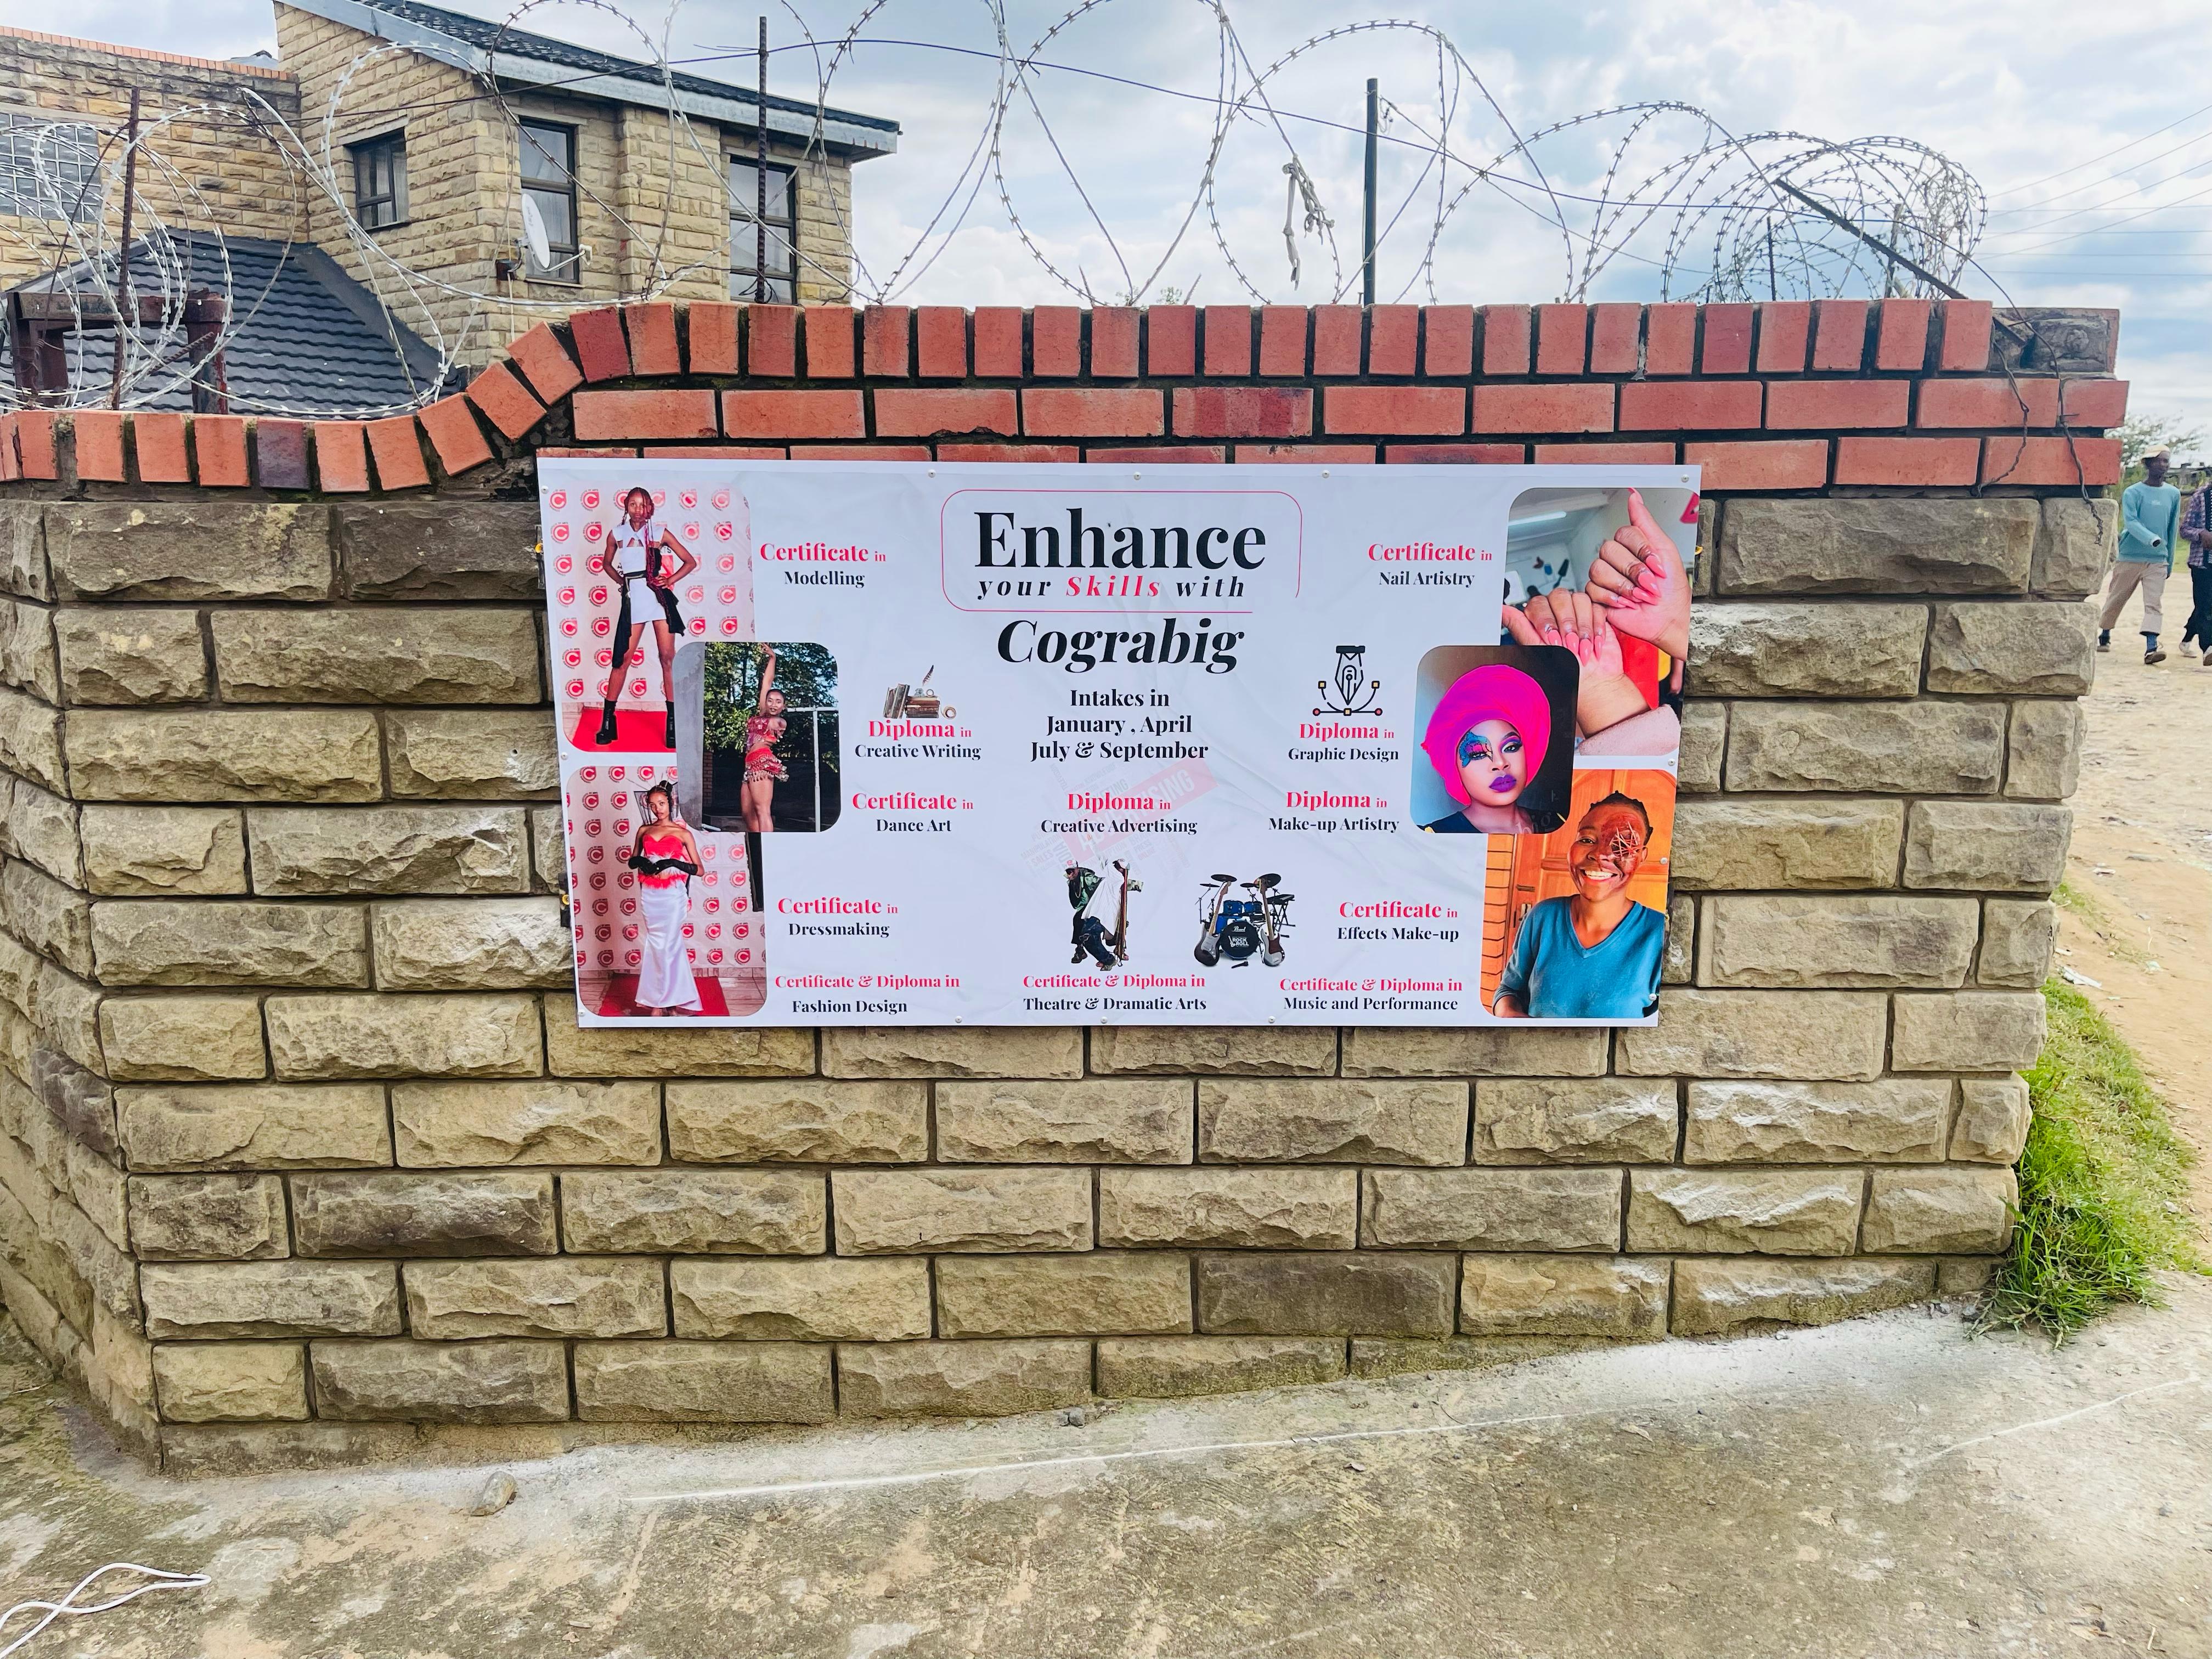 Enhance
your Skills with
Cograbig
Intakes in
January , April
July & September
Certificate in
Modelling
Certificate in
Nail Artistry
Diploma in
Creative Writing
Diploma in
Graphic Design
Certificate in
Dance Art
Diploma in
Creative Advertising
Diploma in
Make-up Artistry
Certificate in
Dressmaking
Certificate in
Effects Make-up
Certificate & Diploma in
Fashion Design
Certificate & Diploma in
Theatre & Dramatic Arts
Certificate & Diploma in
Music and Performance